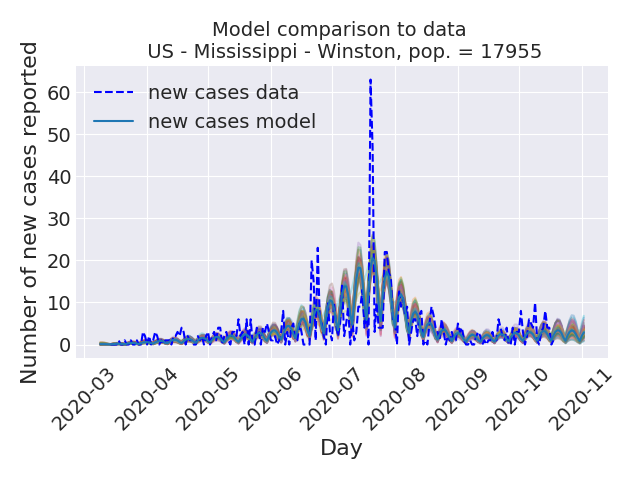 Model comparison to data
US - Mississippi - Winston, pop. = 17955
Number of new cases reported
60
50
40
30
20
10
0
new cases data
new cases model
2020-03
2020-04
2020-05
2020-06
2020-07
2020-08
2020-09
2020-10
2020-11
Day